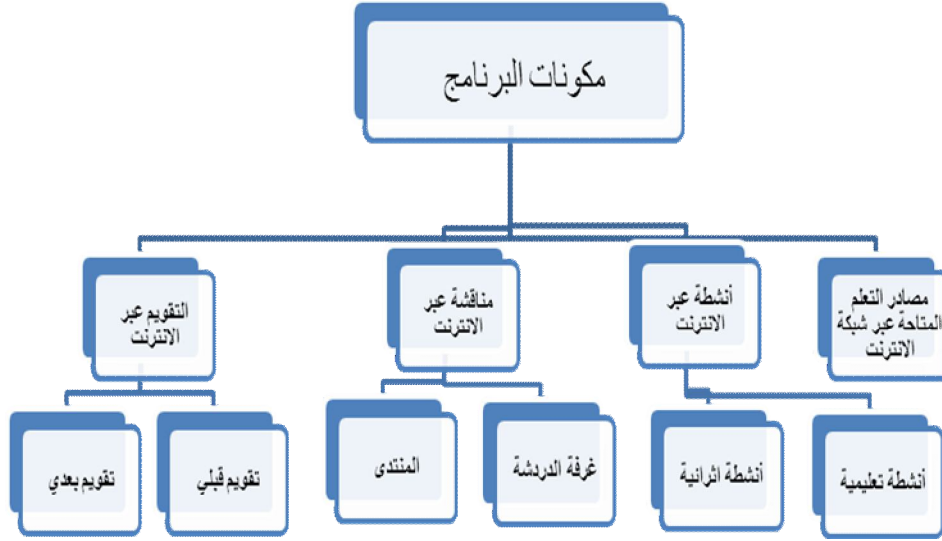 مكونات البرنامج
مصادر التعلم
المتاحة عبر شبكة
الانترنت
أنشطة عبر
الانترنت
مناقشة عبر
الانترنت
التقويم عبر
الانترنت
أنشطة تعليمية
أنشطة اثرانية
غرفة الدردشة
المنتدى
تقويم قبلي
تقويم بعدي